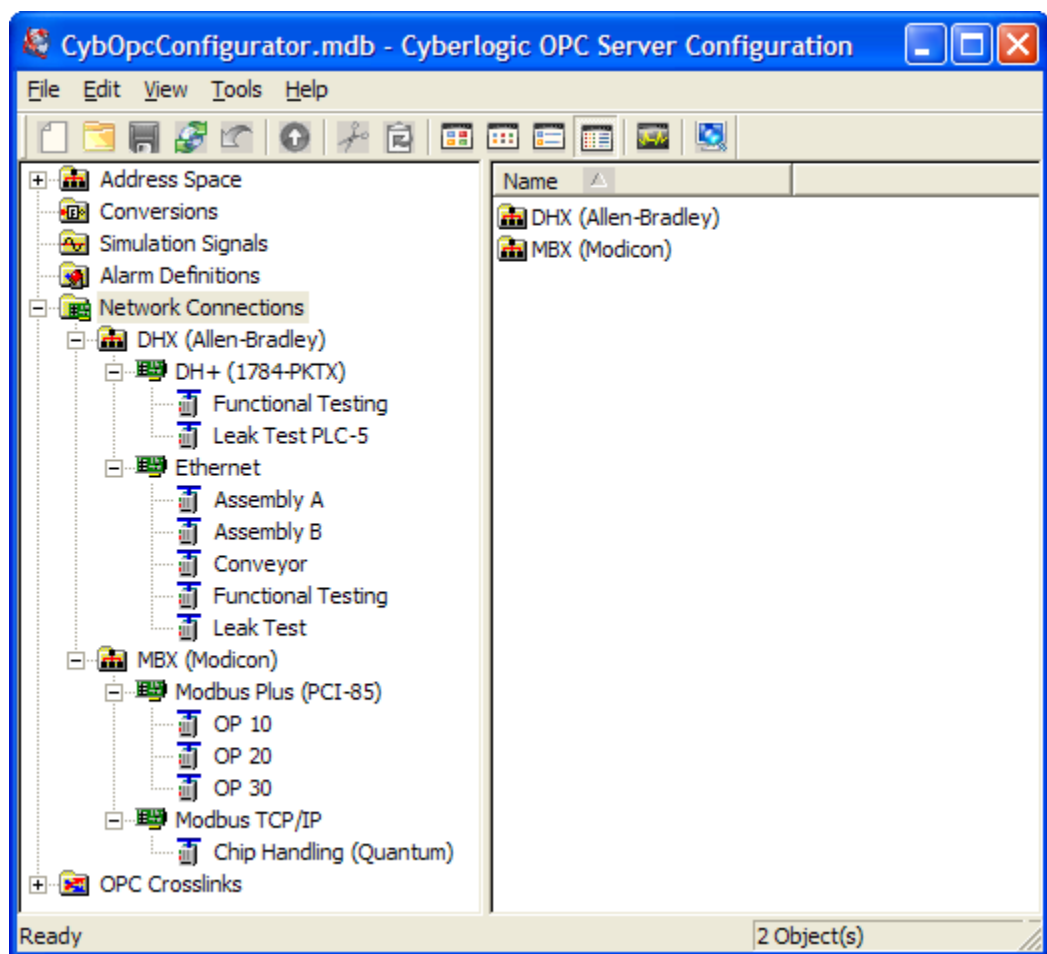 CybOpcConfigurator.mdb - Cyberlogic OPC Server Configuration
File Edit View Tools Help
Address Space
Conversions
Simulation Signals
Alarm Definitions
Network Connections
DHX (Allen-Bradley)
DH+ (1784-PKTX)
Functional Testing
Leak Test PLC-5
Ethernet
Assembly A
Assembly B
Conveyor
Functional Testing
Leak Test
MBX (Modicon)
Modbus Plus (PCI-85)
OP 10
OP 20
OP 30
Modbus TCP/IP
Chip Handling (Quantum)
OPC Crosslinks
Name
DHX (Allen-Bradley)
MBX (Modicon)
Ready
2 Object(s)